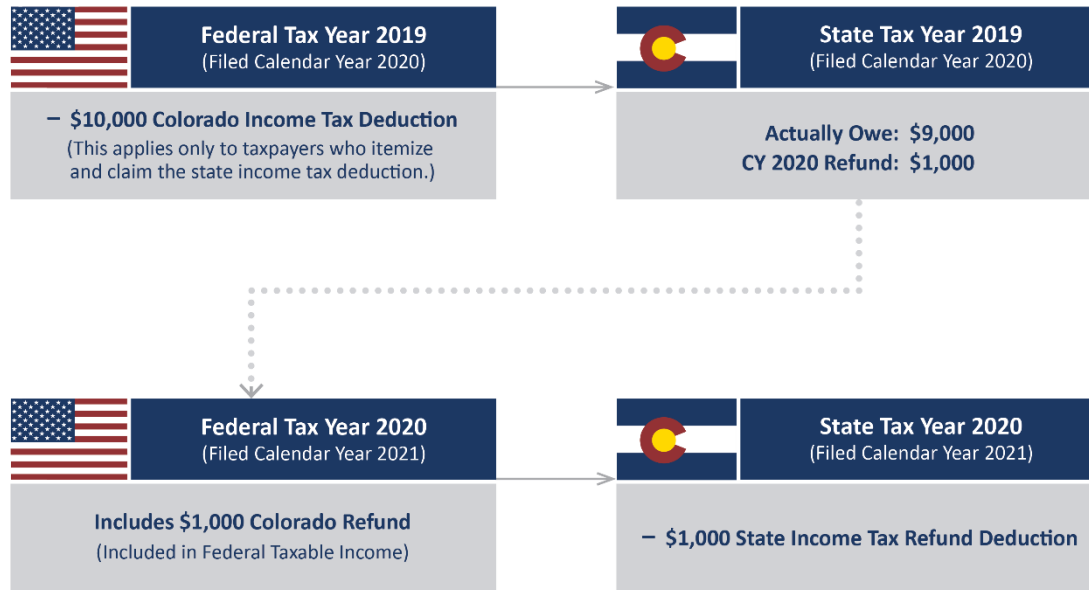 Federal Tax Year 2019
(Filed Calendar Year 2020)
– $10,000 Colorado Income Tax Deduction
(This applies only to taxpayers who itemize
and claim the state income tax deduction.)
State Tax Year 2019
(Filed Calendar Year 2020)
Actually Owe: $9,000
CY 2020 Refund: $1,000
Federal Tax Year 2020
(Filed Calendar Year 2021)
Includes $1,000 Colorado Refund
(Included in Federal Taxable Income)
State Tax Year 2020
(Filed Calendar Year 2021)
– $1,000 State Income Tax Refund Deduction